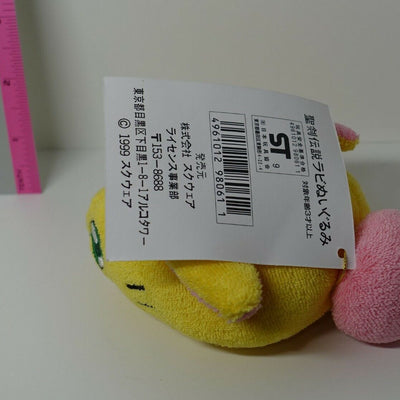 聖剣伝説ラビぬいぐるみ
対象年齢3才以上
ST
9
発売元
株式会社 スクウェア
ライセンス事業部
4961012 98061 1
東京都目黒区下目黒1-8-1アルコタワー
〒153-8688
© 1999 スクウェア